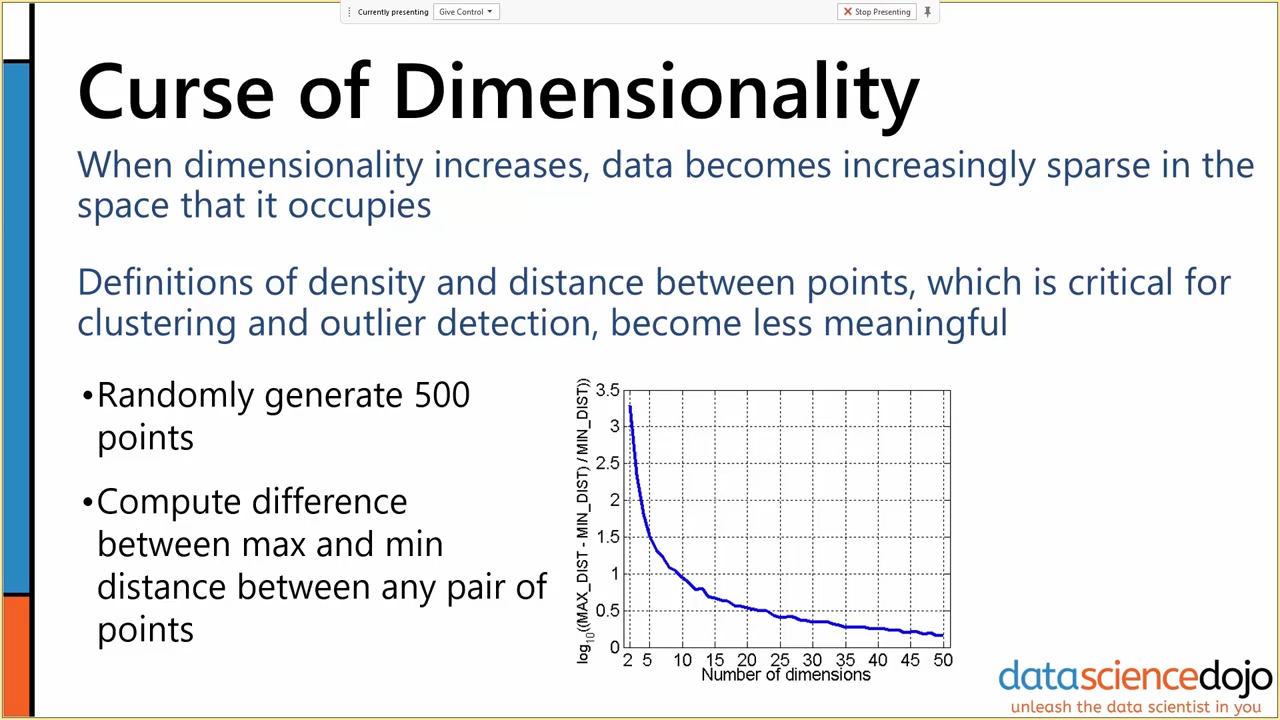 Currently presenting Give Control Stop Presenting
Curse of Dimensionality
When dimensionality increases, data becomes increasingly sparse in the
space that it occupies
Definitions of density and distance between points, which is critical for
clustering and outlier detection, become less meaningful
•Randomly generate 500
points
•Compute difference
between max and min
distance between any pair of
points
log10((MAX_DIST - MIN_DIST) / MIN_DIST))
3.5
3
2.5
2
1.5
1
0.5
0
2 5 10 15 20 25 30 35 40 45 50
Number of dimensions
datasciencedojo
unleash the data scientist in you